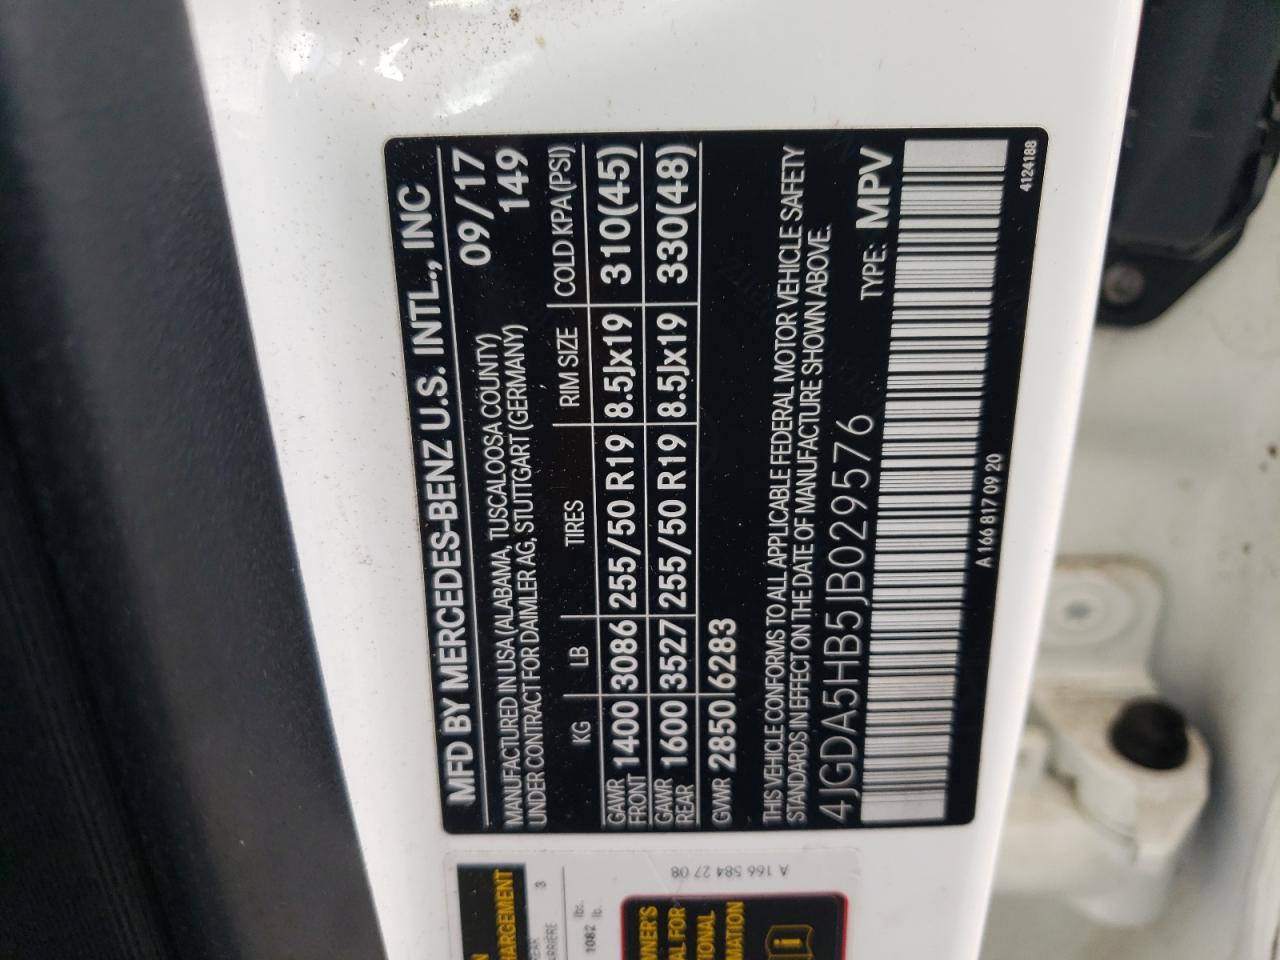 MFD BY MERCEDES-BENZ U.S. INTL., INC
MANUFACTURED IN USA (ALABAMA, TUSCALOOSA COUNTY) 09/17
UNDER CONTRACT FOR DAIMLER AG, STUTTGART (GERMANY) 149
KG LB TIRES RIM SIZE COLD KPA (PSI)
GAWR FRONT 1400 3086 255/50 R19 8.5Jx19 310(45)
GAWR REAR 1600 3527 255/50 R19 8.5Jx19 330(48)
GVWR 2850 6283
THIS VEHICLE CONFORMS TO ALL APPLICABLE FEDERAL MOTOR VEHICLE SAFETY
STANDARDS IN EFFECT ON THE DATE OF MANUFACTURE SHOWN ABOVE.
4JGDA5HB5JB029576 TYPE: MPV
A 166 817 09 20
4124188
A 166 584 27 08
3
1082 lbs.
lb.